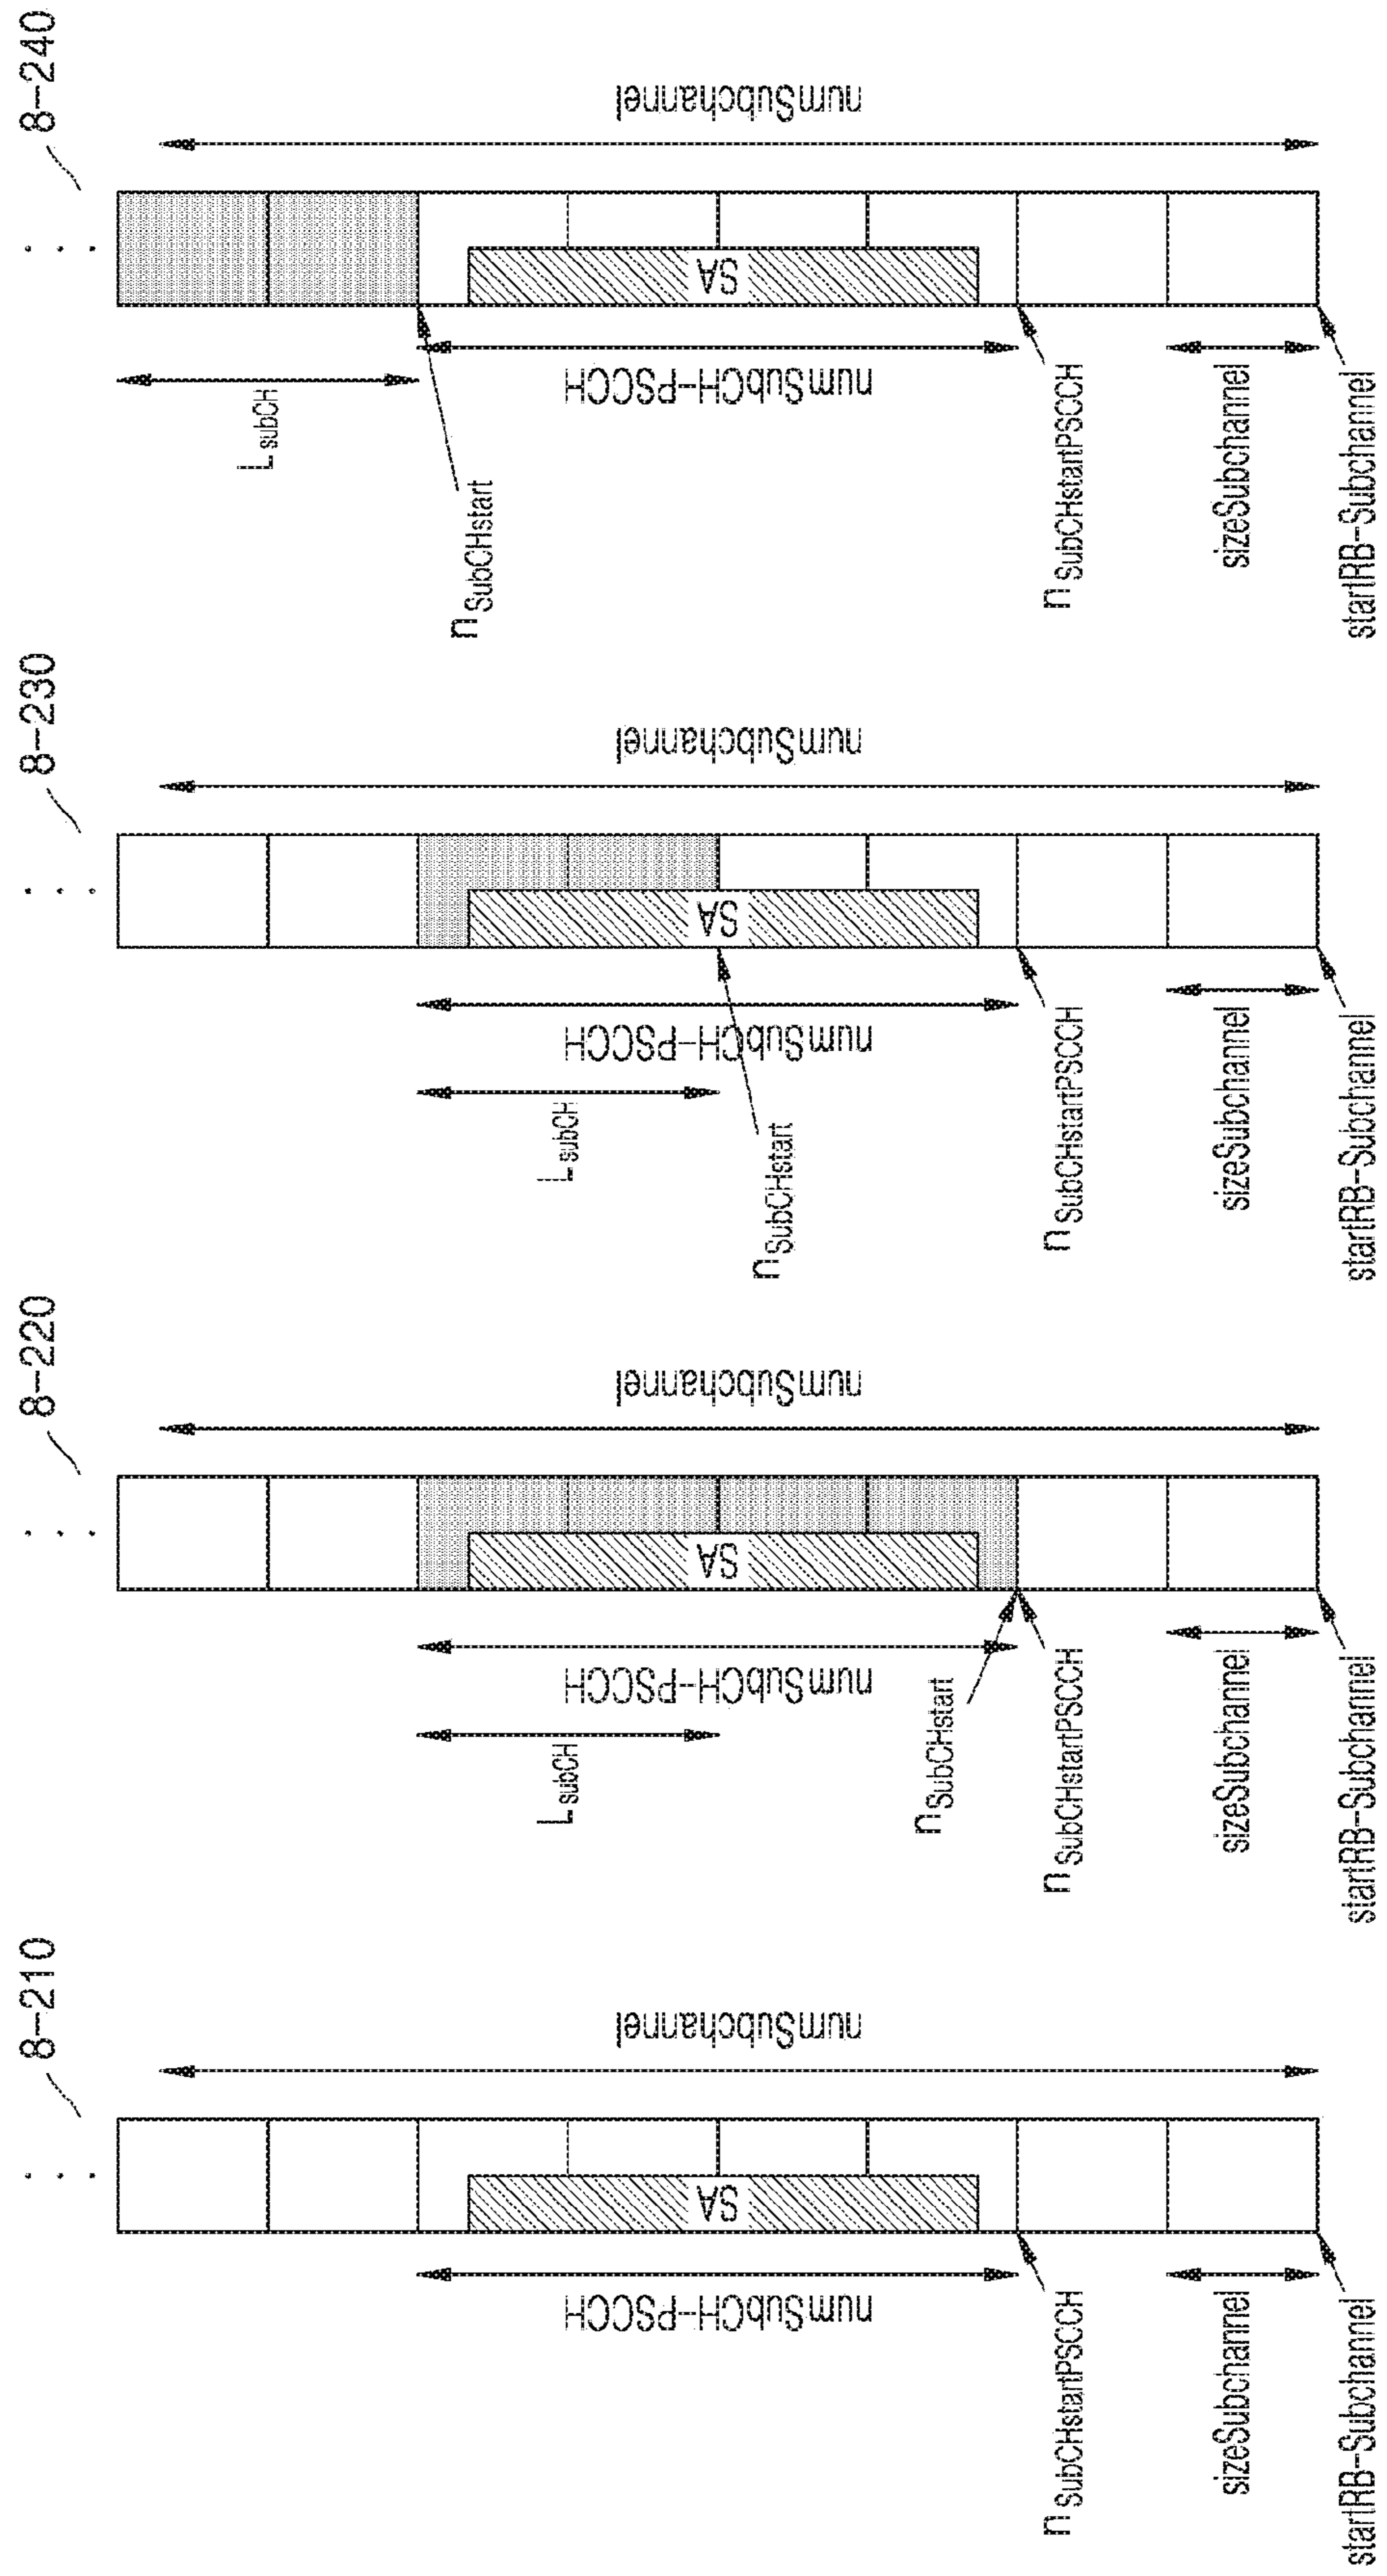 8-210
numSubchannel
SA
numSubCH-PSCCH
nSubCHstartPSCCH
sizeSubchannel
startRB-Subchannel
8-220
numSubchannel
SA
numSubCH-PSCCH
LsubCH
nSubCHstart
nSubCHstartPSCCH
sizeSubchannel
startRB-Subchannel
8-230
numSubchannel
SA
numSubCH-PSCCH
LsubCH
nSubCHstart
nSubCHstartPSCCH
sizeSubchannel
startRB-Subchannel
8-240
numSubchannel
SA
numSubCH-PSCCH
LsubCH
nSubCHstart
nSubCHstartPSCCH
sizeSubchannel
startRB-Subchannel